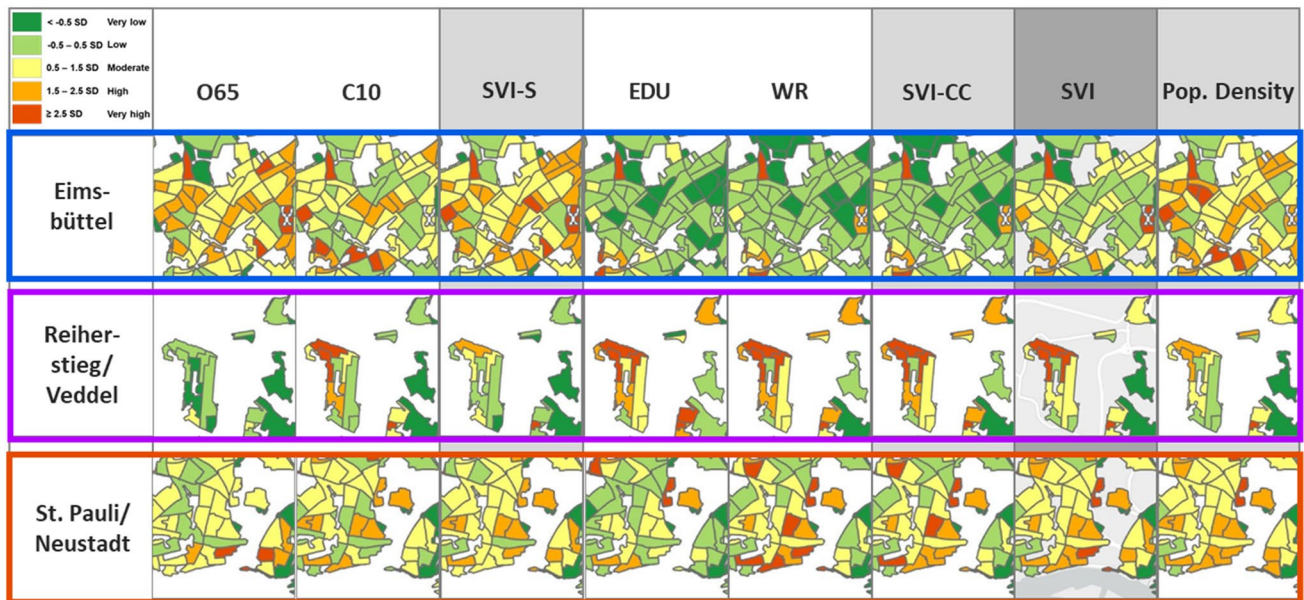 < -0.5 SD Very low
-0.5 – 0.5 SD Low
0.5 – 1.5 SD Moderate
1.5 – 2.5 SD High
≥ 2.5 SD Very high
O65 C10 SVI-S EDU WR SVI-CC SVI Pop. Density
Eims-
büttel
Reiher-
stieg/
Veddel
St. Pauli/
Neustadt